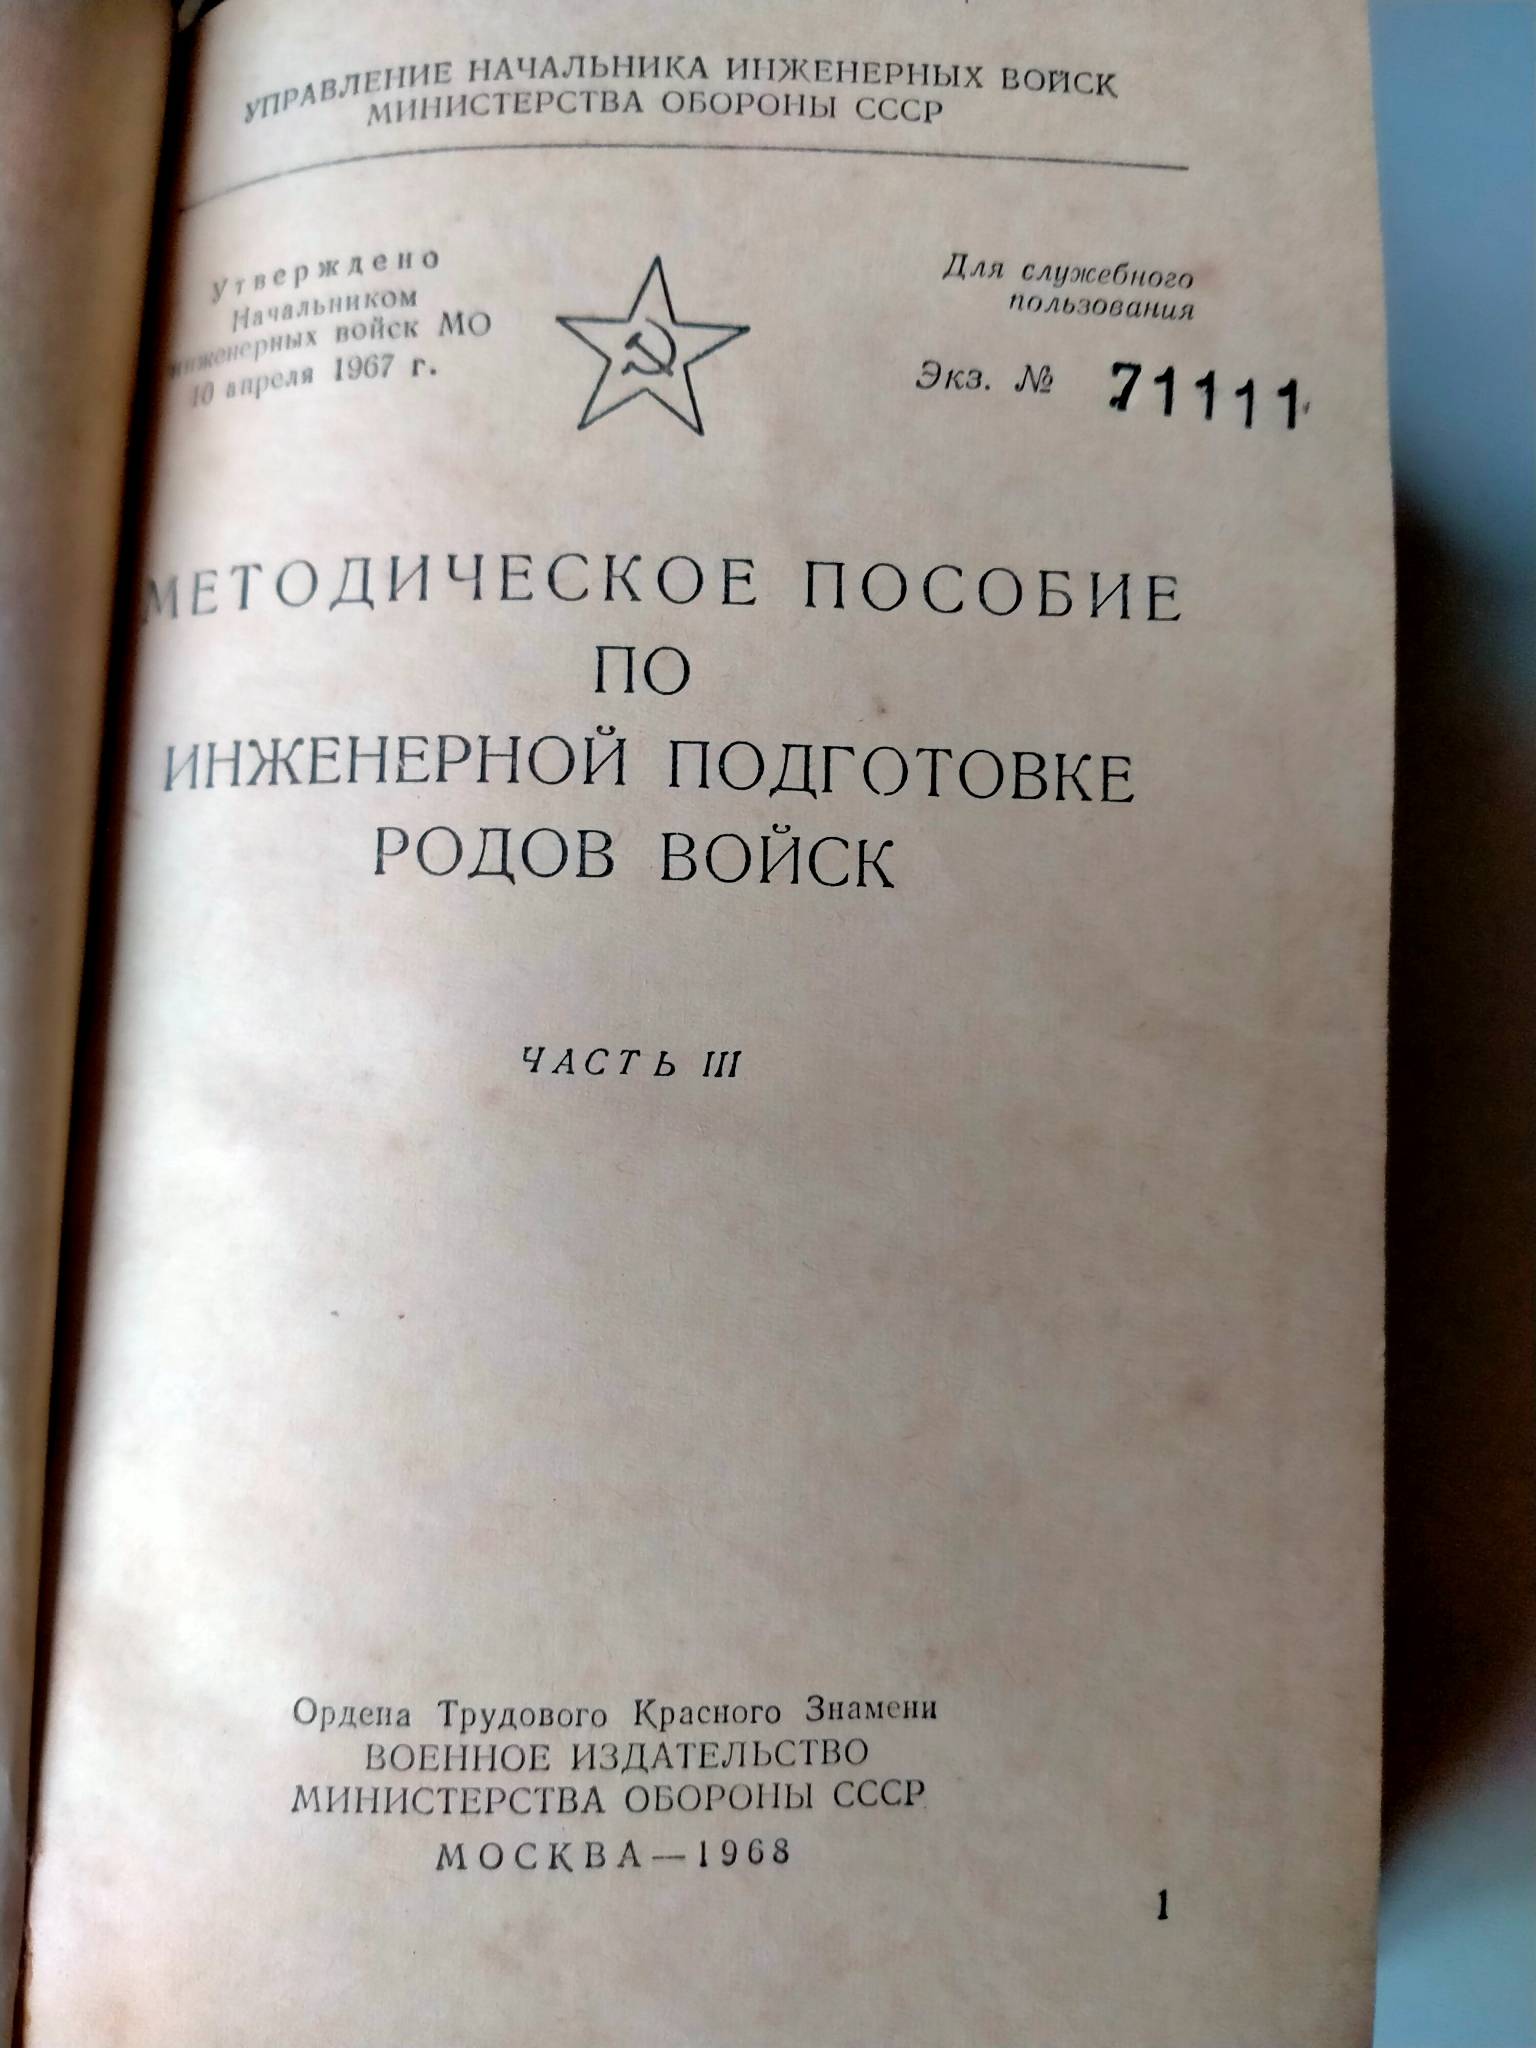 УПРАВЛЕНИЕ НАЧАЛЬНИКА ИНЖЕНЕРНЫХ ВОЙСК
МИНИСТЕРСТВА ОБОРОНЫ СССР
Утверждено
Начальником
инженерных войск МО
10 апреля 1967 г.
Для служебного
пользования
Экз. № 71111
МЕТОДИЧЕСКОЕ ПОСОБИЕ
ПО
ИНЖЕНЕРНОЙ ПОДГОТОВКЕ
РОДОВ ВОЙСК
ЧАСТЬ III
Ордена Трудового Красного Знамени
ВОЕННОЕ ИЗДАТЕЛЬСТВО
МИНИСТЕРСТВА ОБОРОНЫ СССР
МОСКВА—1968
1